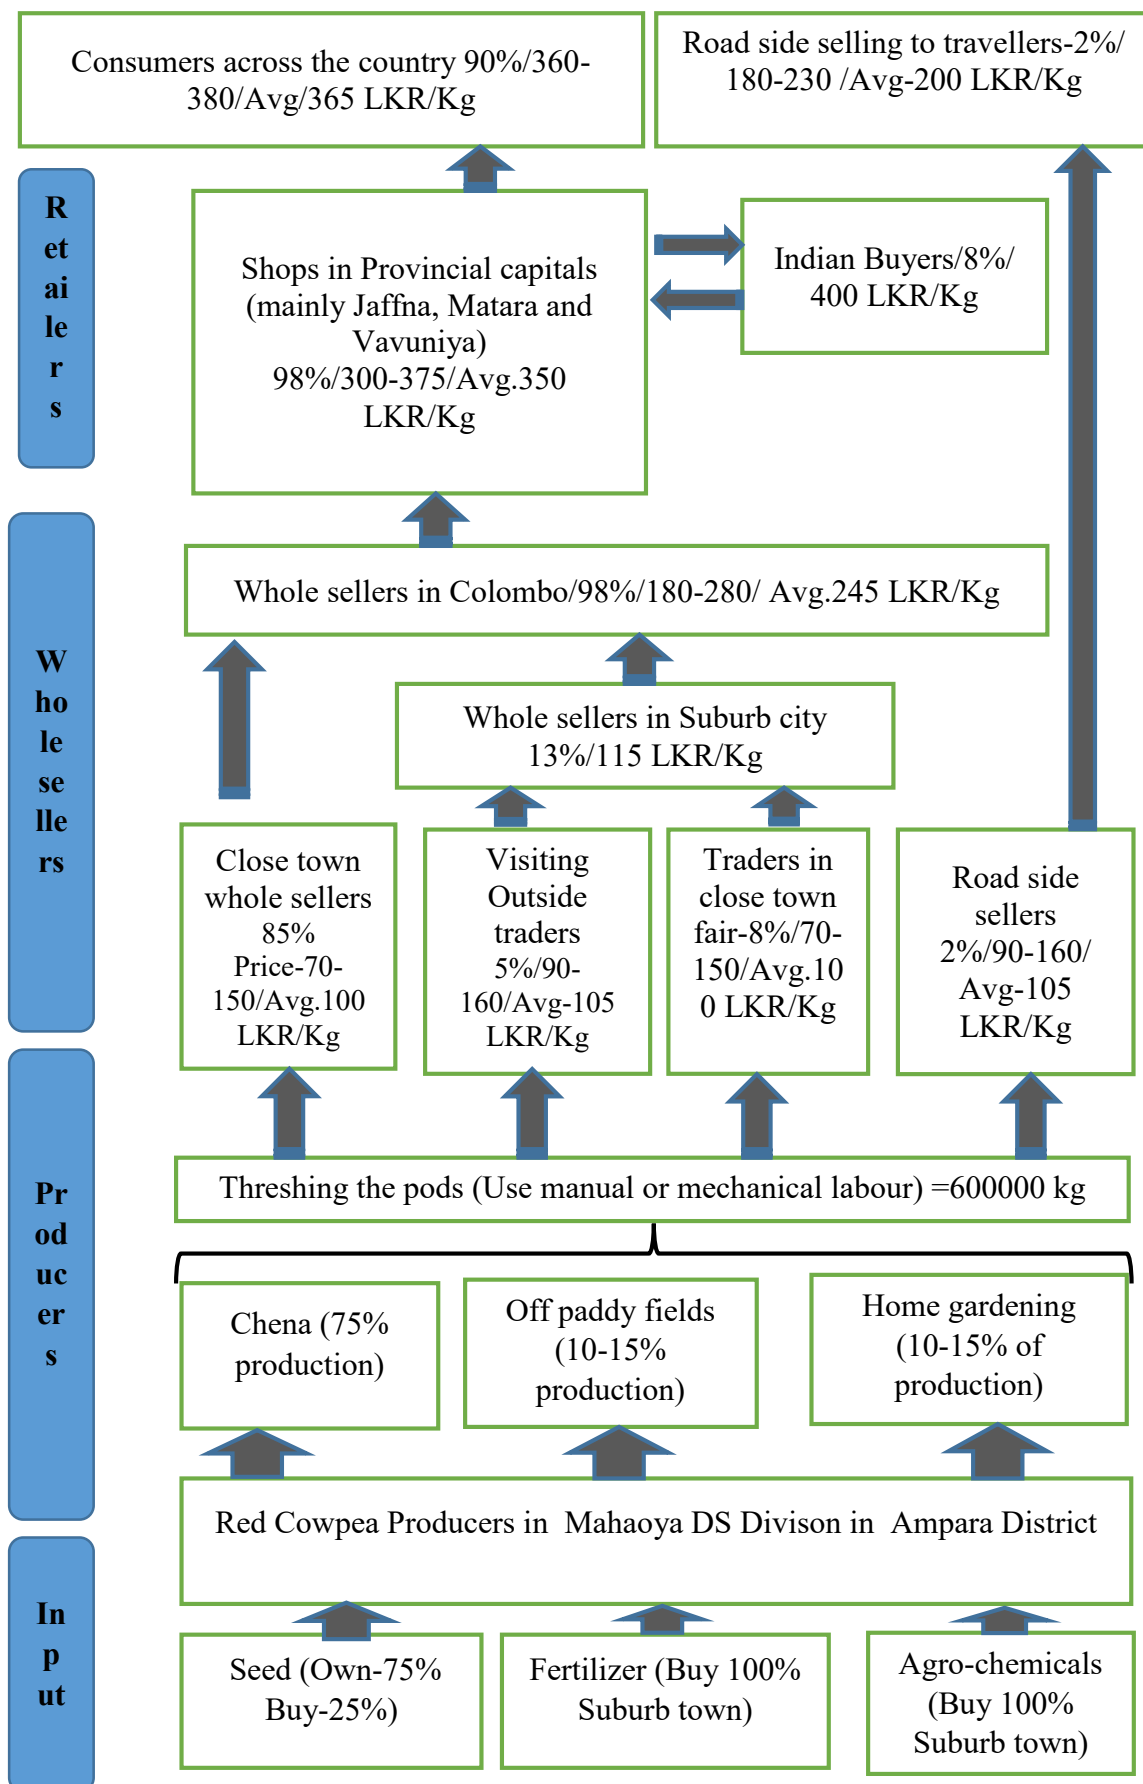 Consumers across the country 90%/360-
380/Avg/365 LKR/Kg
Road side selling to travellers-2%/
180-230 /Avg-200 LKR/Kg
R
et
ai
le
r
s
Shops in Provincial capitals
(mainly Jaffna, Matara and
Vavuniya)
98%/300-375/Avg.350
LKR/Kg
Indian Buyers/8%/
400 LKR/Kg
W
ho
le
se
lle
rs
Whole sellers in Colombo/98%/180-280/ Avg.245 LKR/Kg
Whole sellers in Suburb city
13%/115 LKR/Kg
Close town
whole sellers
85%
Price-70-
150/Avg.100
LKR/Kg
Visiting
Outside
traders
5%/90-
160/Avg-105
LKR/Kg
Traders in
close town
fair-8%/70-
150/Avg.10
0 LKR/Kg
Road side
sellers
2%/90-160/
Avg-105
LKR/Kg
Pr
od
uc
er
s
Threshing the pods (Use manual or mechanical labour) =600000 kg
Chena (75%
production)
Off paddy fields
(10-15%
production)
Home gardening
(10-15% of
production)
Red Cowpea Producers in Mahaoya DS Divison in Ampara District
In
p
ut
Seed (Own-75%
Buy-25%)
Fertilizer (Buy 100%
Suburb town)
Agro-chemicals
(Buy 100%
Suburb town)